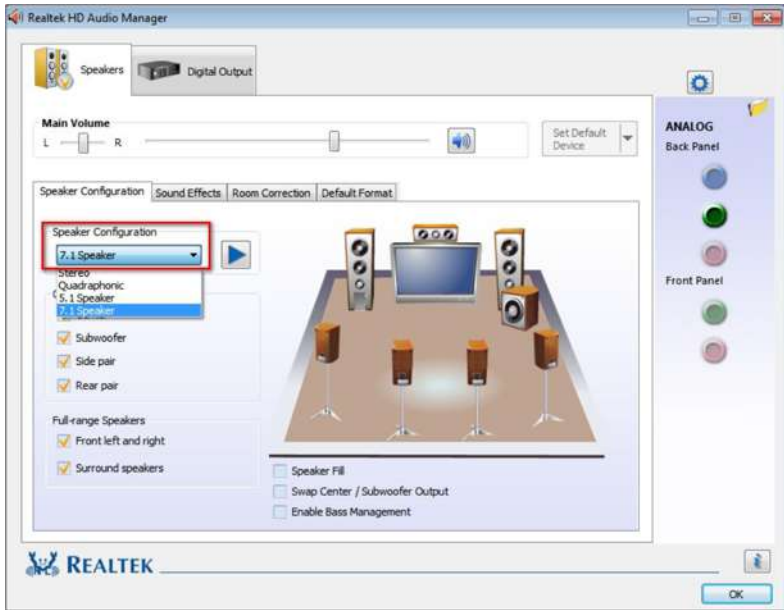 Realtek HD Audio Manager
Speakers
Digital Output
Main Volume
L
R
Set Default
Device
ANALOG
Back Panel
Speaker Configuration
Sound Effects
Room Correction
Default Format
Speaker Configuration
7.1 Speaker
Stereo
Quadraphonic
5.1 Speaker
7.1 Speaker
Subwoofer
Side pair
Rear pair
Front Panel
Full-range Speakers
Front left and right
Surround speakers
Speaker Fill
Swap Center / Subwoofer Output
Enable Bass Management
REALTEK
OK